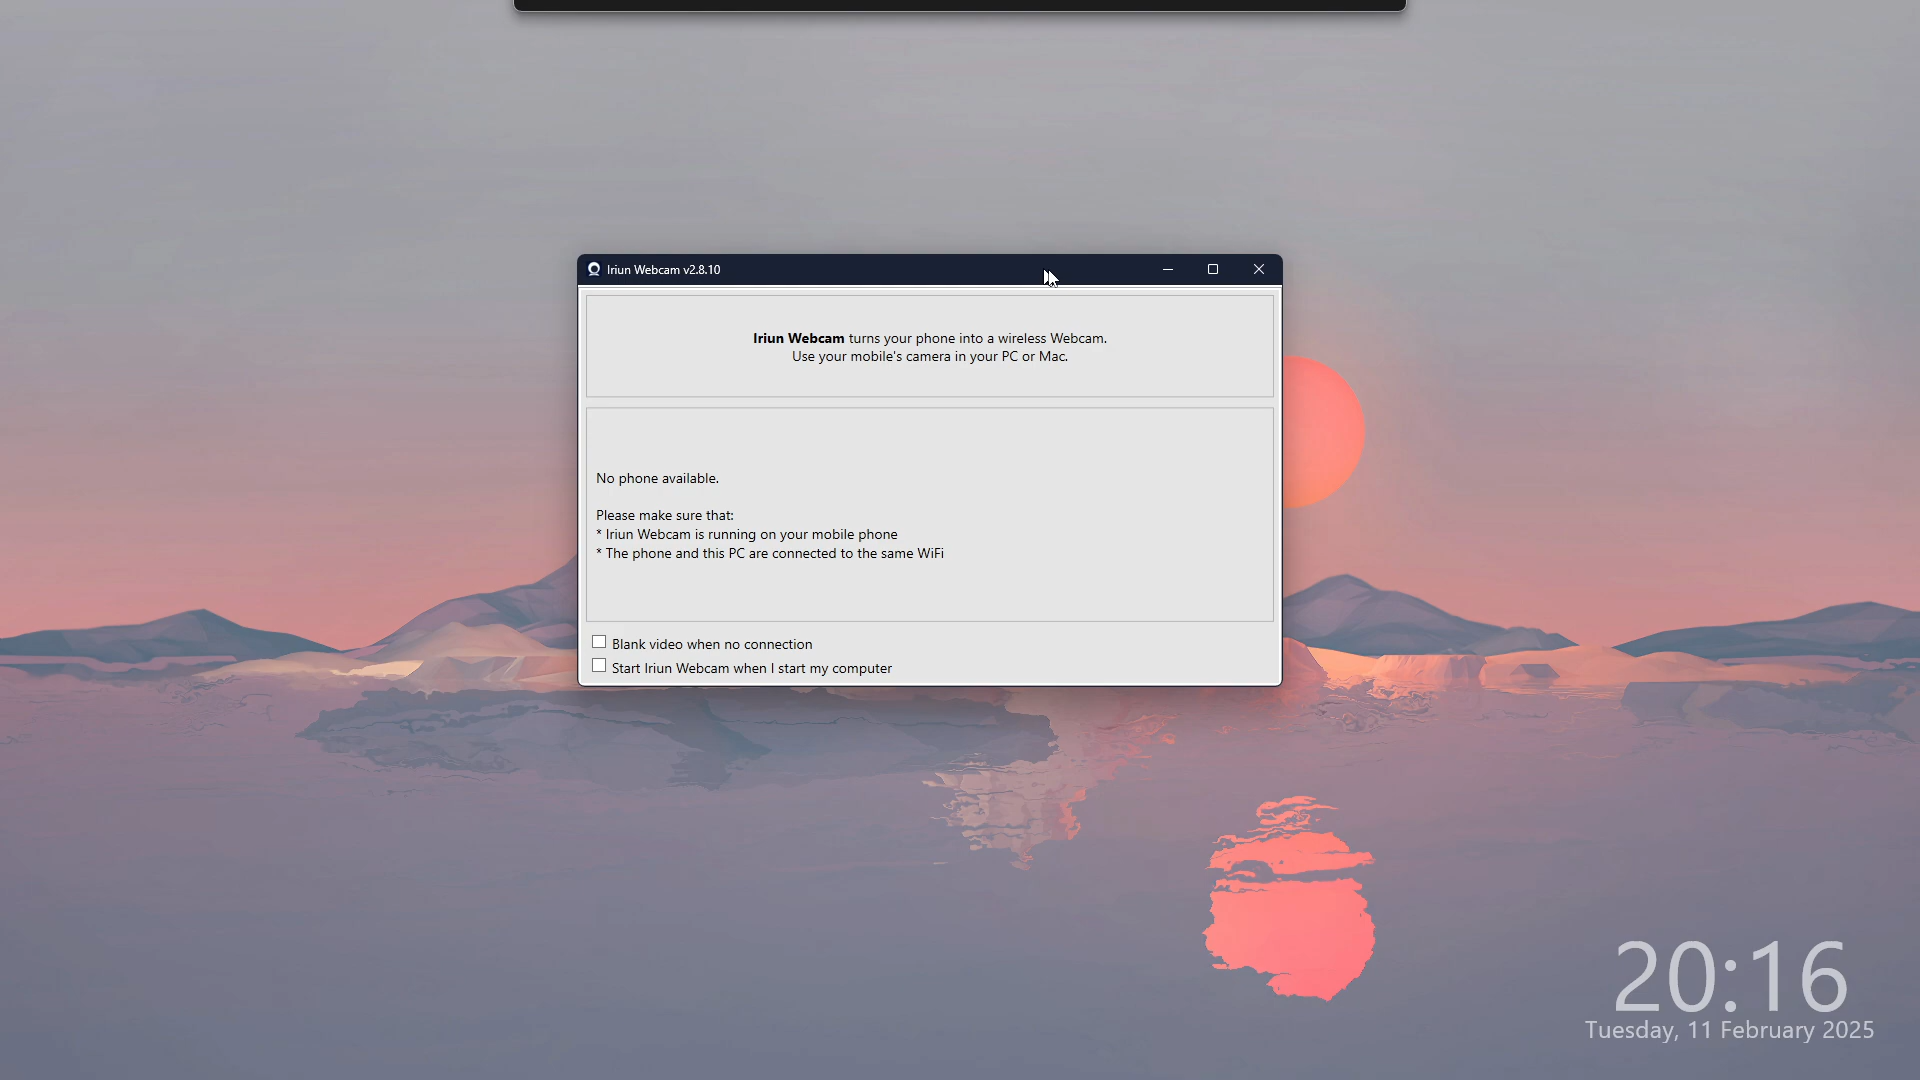 Iriun Webcam v2.8.10
Iriun Webcam turns your phone into a wireless Webcam.
Use your mobile's camera in your PC or Mac.
No phone available.
Please make sure that:
* Iriun Webcam is running on your mobile phone
* The phone and this PC are connected to the same WiFi
Blank video when no connection
Start Iriun Webcam when I start my computer
20:16
Tuesday, 11 February 2025